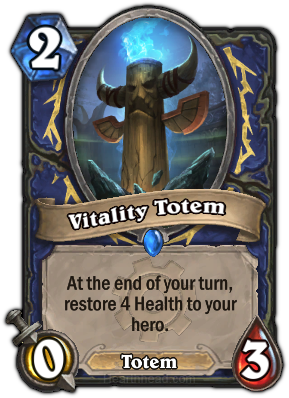 2
Vitality Totem
At the end of your turn,
restore 4 Health to your
hero.
0
Totem
3